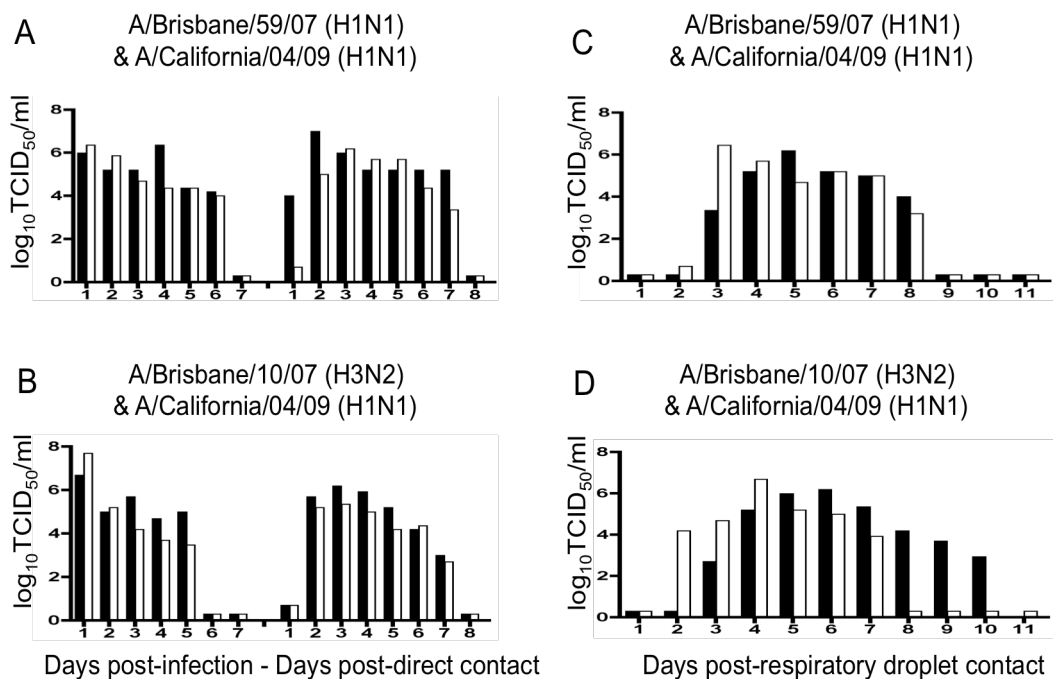 A
A/Brisbane/59/07 (H1N1)
& A/California/04/09 (H1N1)
log10TCID50/ml
8
6
4
2
0
1 2 3 4 5 6 7 1 2 3 4 5 6 7 8
C
A/Brisbane/59/07 (H1N1)
& A/California/04/09 (H1N1)
log10TCID50/ml
8
6
4
2
0
1 2 3 4 5 6 7 8 9 10 11
B
A/Brisbane/10/07 (H3N2)
& A/California/04/09 (H1N1)
log10TCID50/ml
8
6
4
2
0
1 2 3 4 5 6 7 1 2 3 4 5 6 7 8
Days post-infection - Days post-direct contact
D
A/Brisbane/10/07 (H3N2)
& A/California/04/09 (H1N1)
log10TCID50/ml
8
6
4
2
0
1 2 3 4 5 6 7 8 9 10 11
Days post-respiratory droplet contact